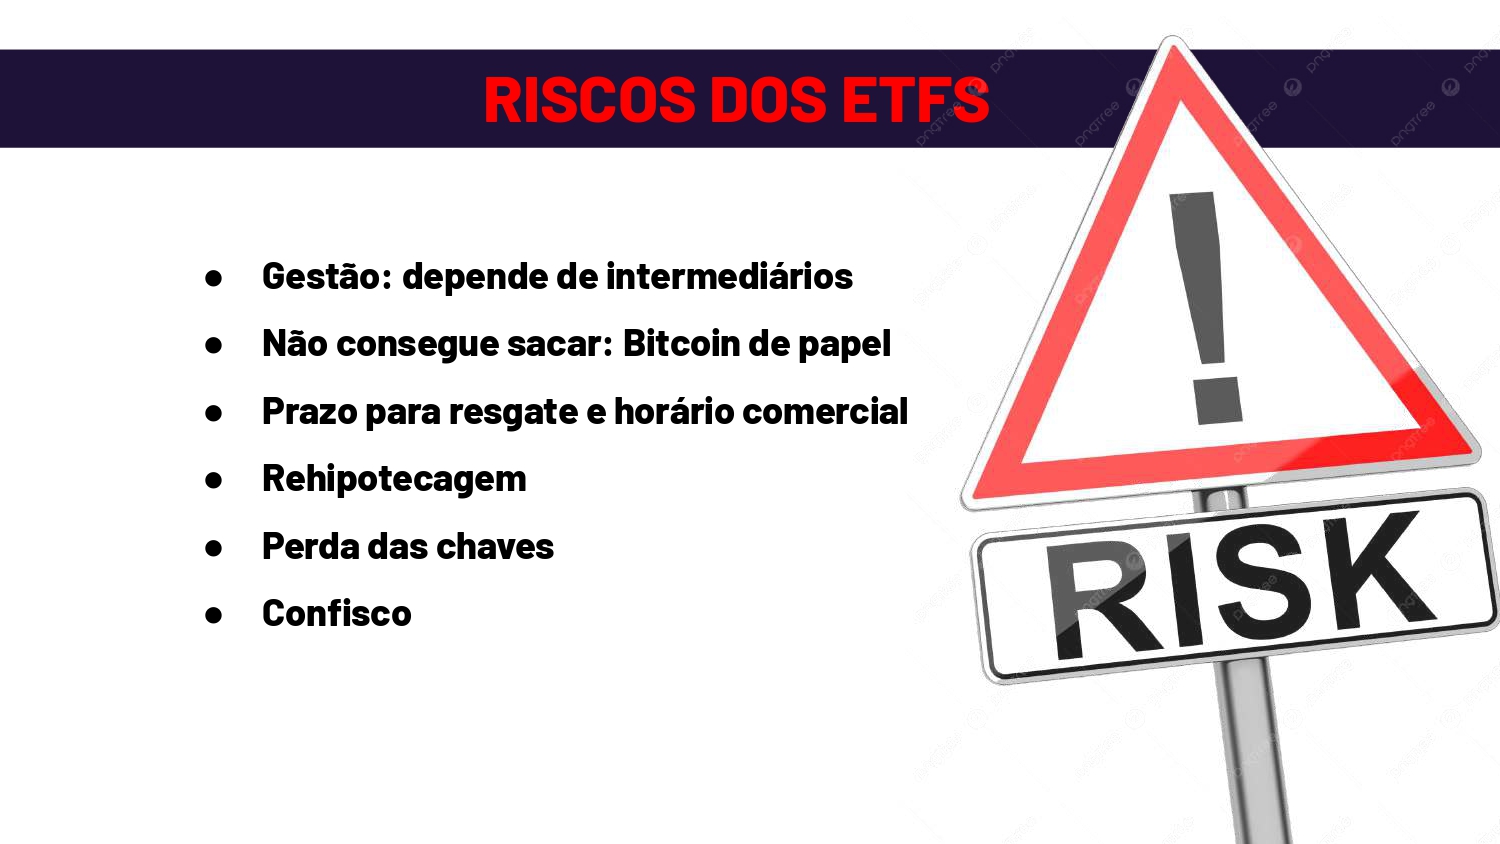 RISCOS DOS ETFS
● Gestão: depende de intermediários
● Não consegue sacar: Bitcoin de papel
● Prazo para resgate e horário comercial
● Rehipotecagem
● Perda das chaves
● Confisco
!
RISK
pngtree